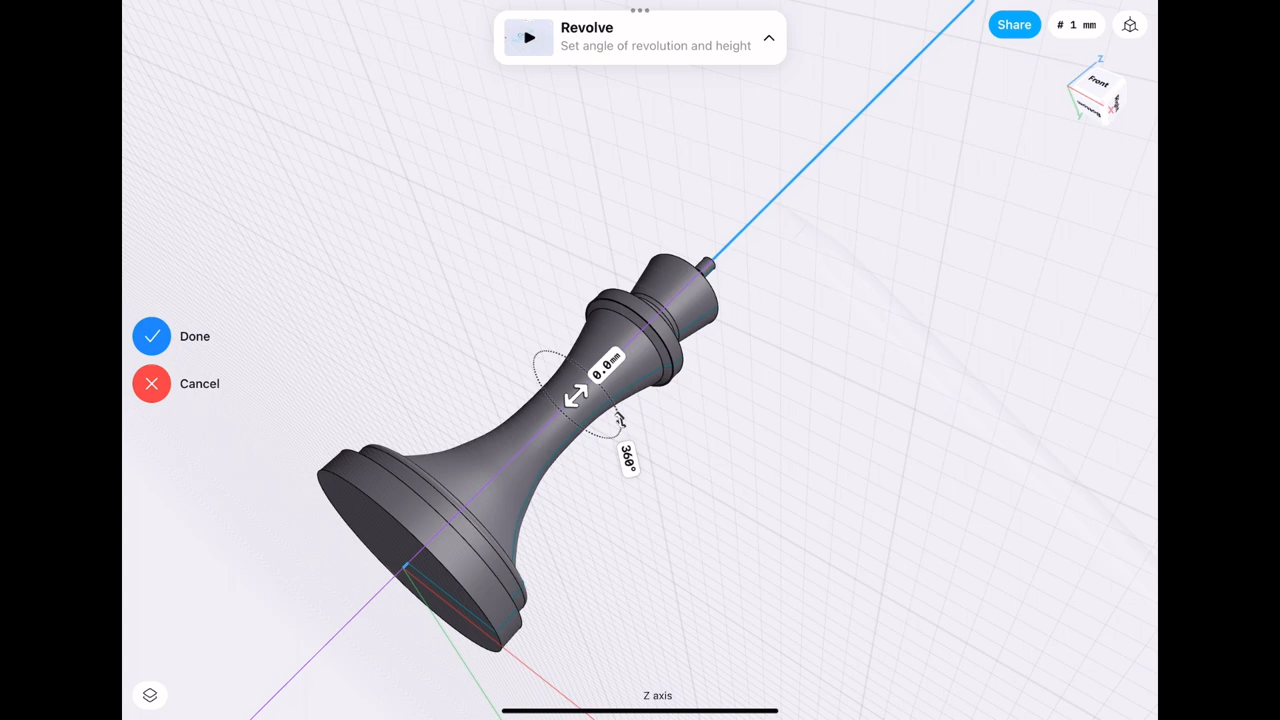 Revolve
Set angle of revolution and height
Share
# 1 mm
Z
Front
X
Y
Done
Cancel
0.0mm
360°
Z axis